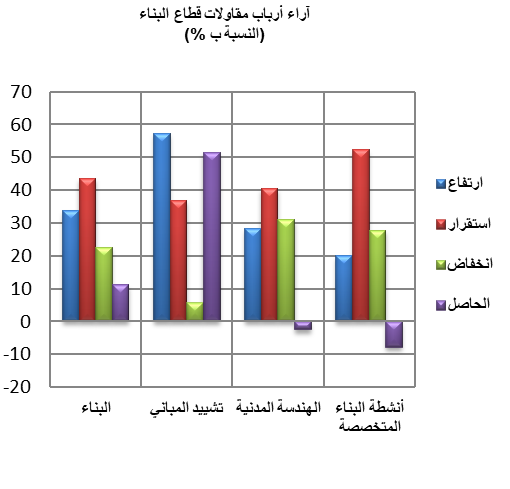 آراء أرباب مقاولات قطاع البناء
(النسبة ب %)
70
60
50
40
30
20
10
0
-10
-20
البناء
تشييد المباني
الهندسة المدنية
أنشطة البناء
المتخصصة
ارتفاع
استقرار
انخفاض
الحاصل